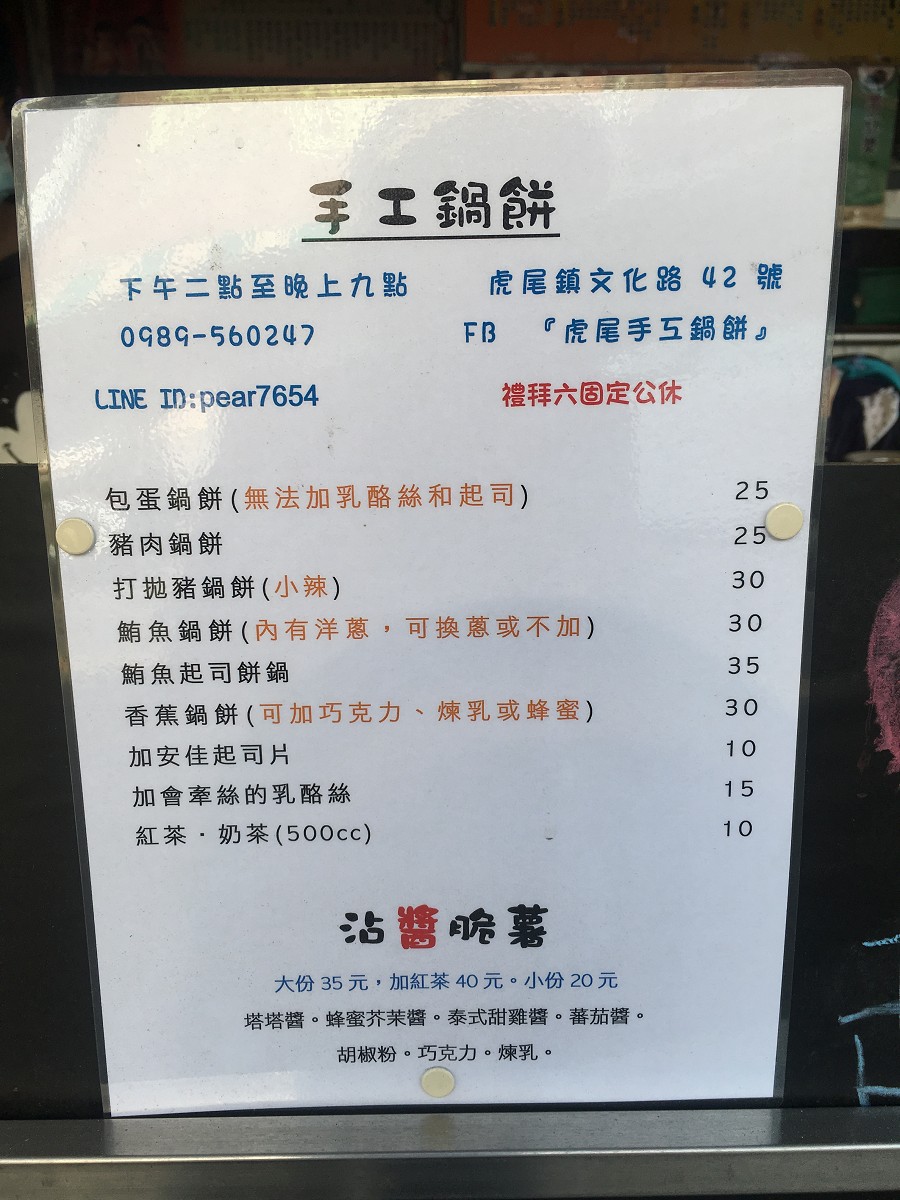 手工鍋餅
下午二點至晚上九點 虎尾鎮文化路 42 號
0989-560247 FB 『虎尾手工鍋餅』
LINE ID:pear7654 禮拜六固定公休
包蛋鍋餅(無法加乳酪絲和起司) 25
豬肉鍋餅 25
打拋豬鍋餅(小辣) 30
鮪魚鍋餅(內有洋蔥，可換蔥或不加) 30
鮪魚起司餅鍋 35
香蕉鍋餅(可加巧克力、煉乳或蜂蜜) 30
加安佳起司片 10
加會牽絲的乳酪絲 15
紅茶．奶茶(500cc) 10
沾醬脆薯
大份 35 元，加紅茶 40 元。小份 20 元
塔塔醬。蜂蜜芥茉醬。泰式甜雞醬。蕃茄醬。
胡椒粉。巧克力。煉乳。